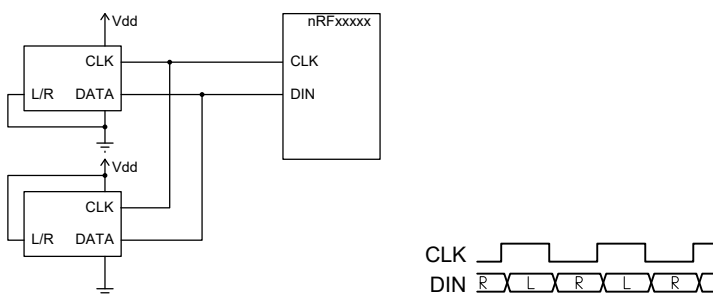 Vdd
nRFxxxxx
CLK
CLK
L/R DATA
DIN
Vdd
CLK
L/R DATA
CLK
DIN R L R L R